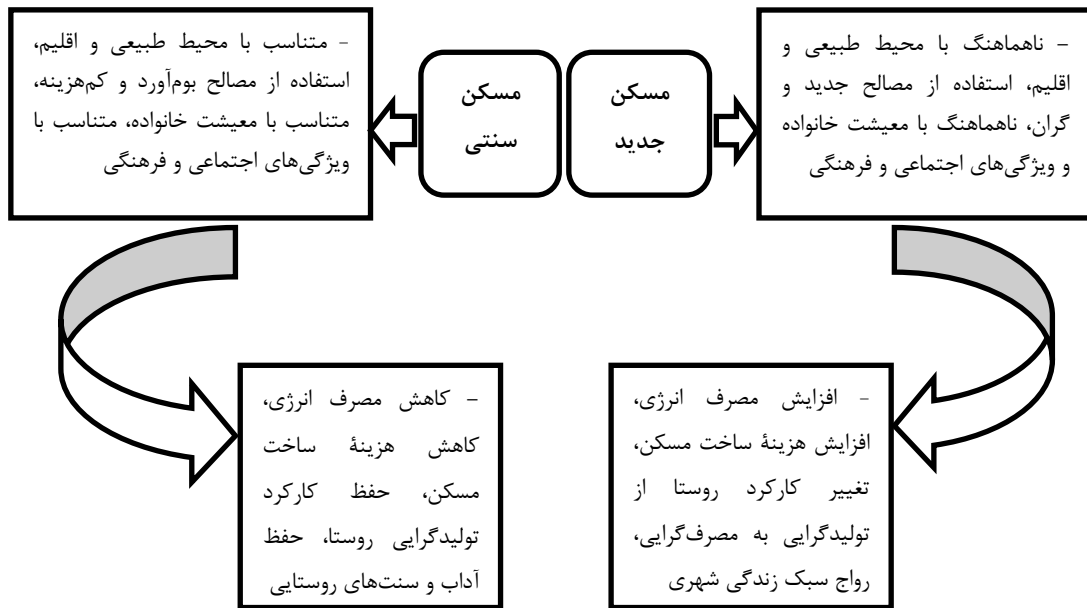 – ناهماهنگ با محیط طبیعی و
اقلیم، استفاده از مصالح جدید و
گران، ناهماهنگ با معیشت خانواده
و ویژگی‌های اجتماعی و فرهنگی
مسکن
جدید
مسکن
سنتی
– متناسب با محیط طبیعی و اقلیم،
استفاده از مصالح بوم‌آورد و کم‌هزینه،
متناسب با معیشت خانواده، متناسب با
ویژگی‌های اجتماعی و فرهنگی
– افزایش مصرف انرژی،
افزایش هزینۀ ساخت مسکن،
تغییر کارکرد روستا از
تولیدگرایی به مصرف‌گرایی،
رواج سبک زندگی شهری
– کاهش مصرف انرژی،
کاهش هزینۀ ساخت
مسکن، حفظ کارکرد
تولیدگرایی روستا، حفظ
آداب و سنت‌های روستایی